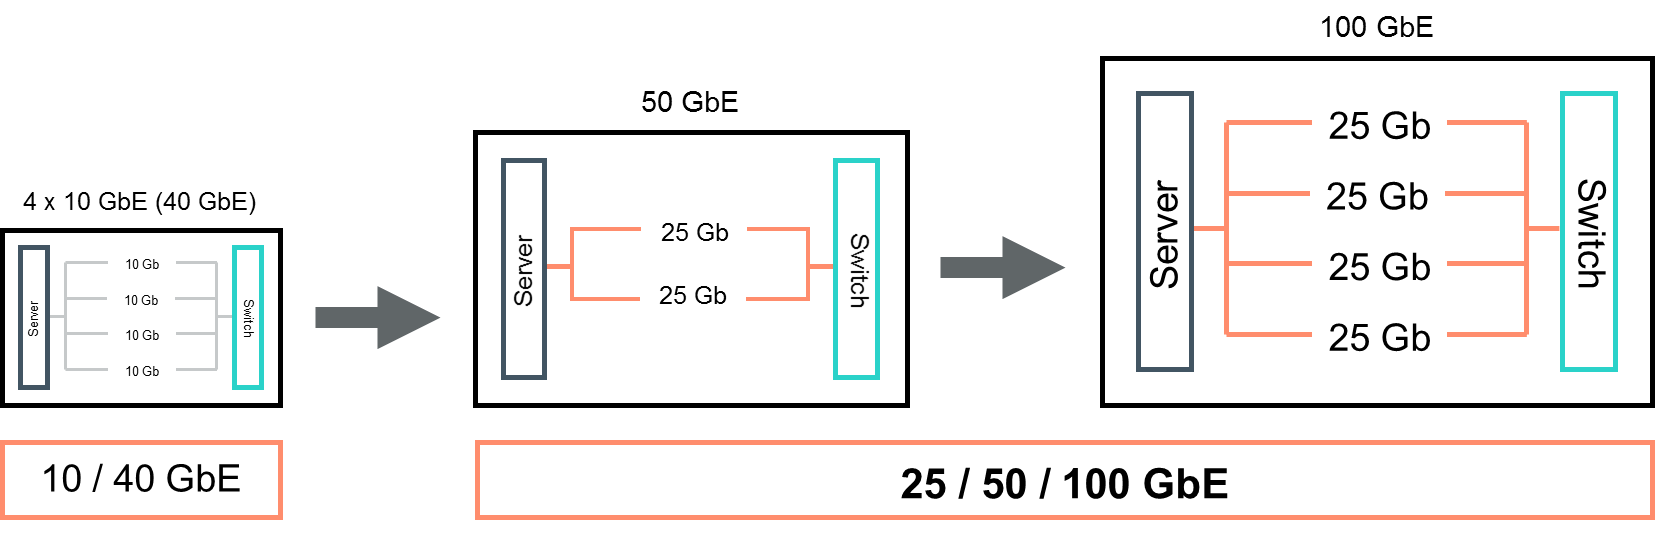 4 x 10 GbE (40 GbE)
Server
10 Gb
10 Gb
10 Gb
10 Gb
Switch
10 / 40 GbE
50 GbE
Server
25 Gb
25 Gb
Switch
100 GbE
Server
25 Gb
25 Gb
25 Gb
25 Gb
Switch
25 / 50 / 100 GbE